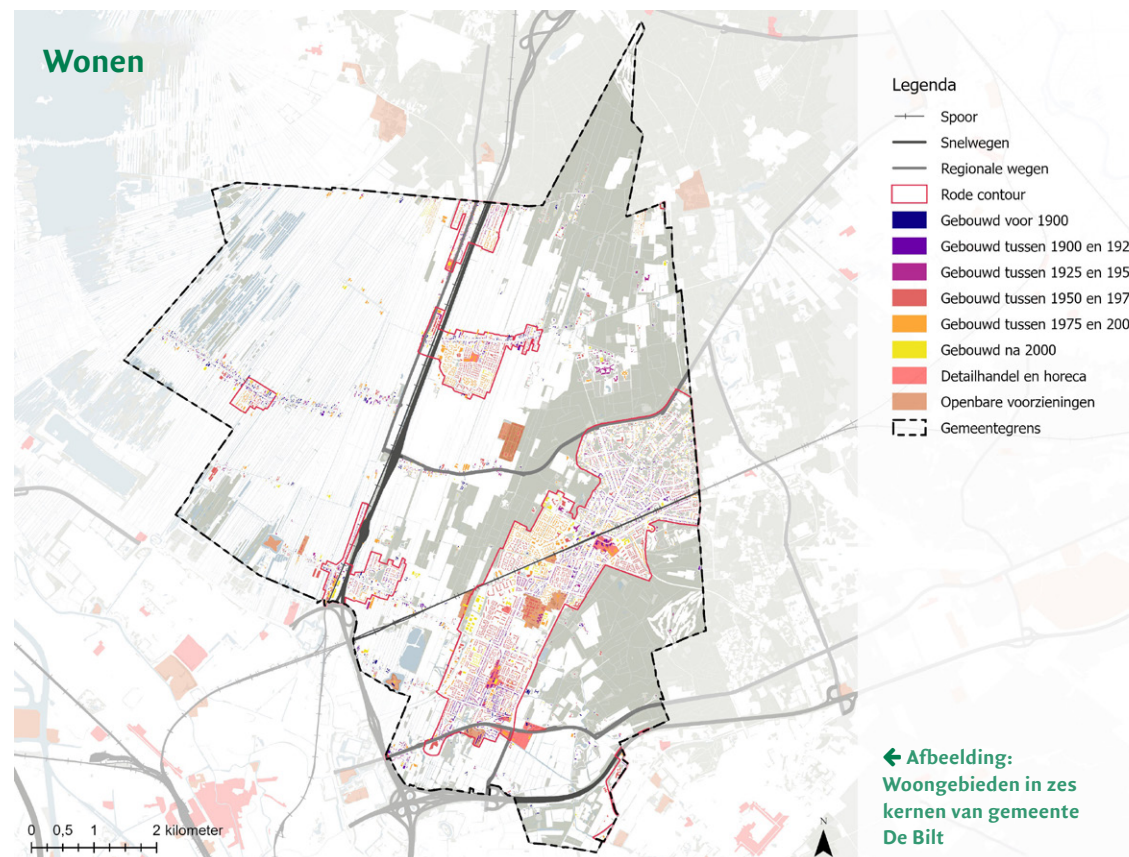 Wonen
Legenda
Spoor
Snelwegen
Regionale wegen
Rode contour
Gebouwd voor 1900
Gebouwd tussen 1900 en 192
Gebouwd tussen 1925 en 195
Gebouwd tussen 1950 en 197
Gebouwd tussen 1975 en 200
Gebouwd na 2000
Detailhandel en horeca
Openbare voorzieningen
Gemeentegrens
← Afbeelding:
Woongebieden in zes
kernen van gemeente
De Bilt
0 0,5 1 2 kilometer
N